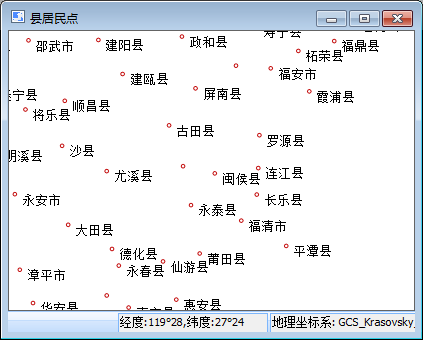 县居民点
寿宁县
邵武市
建阳县
政和县
福鼎县
柘荣县
建瓯县
福安市
泰宁县
顺昌县
屏南县
霞浦县
将乐县
古田县
罗源县
沙县
明溪县
尤溪县
闽侯县
连江县
永安市
永泰县
长乐县
大田县
福清市
德化县
莆田县
平潭县
漳平市
永春县
仙游县
华安县
惠安县
经度:119°28,纬度:27°24
地理坐标系: GCS_Krasovsky_